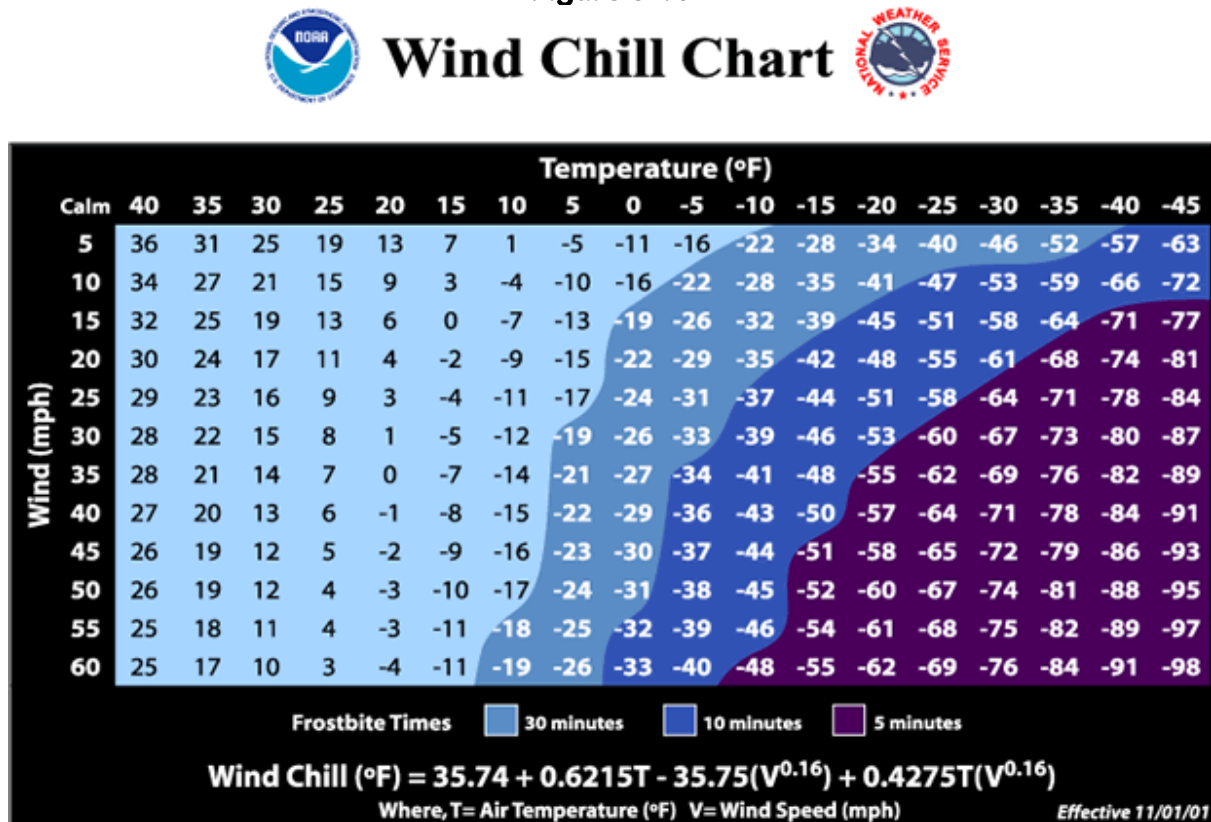 NOAA
Wind Chill Chart
NATIONAL WEATHER SERVICE
Temperature (ºF)
Calm 40 35 30 25 20 15 10 5 0 -5 -10 -15 -20 -25 -30 -35 -40 -45
Wind (mph)
5 36 31 25 19 13 7 1 -5 -11 -16 -22 -28 -34 -40 -46 -52 -57 -63
10 34 27 21 15 9 3 -4 -10 -16 -22 -28 -35 -41 -47 -53 -59 -66 -72
15 32 25 19 13 6 0 -7 -13 -19 -26 -32 -39 -45 -51 -58 -64 -71 -77
20 30 24 17 11 4 -2 -9 -15 -22 -29 -35 -42 -48 -55 -61 -68 -74 -81
25 29 23 16 9 3 -4 -11 -17 -24 -31 -37 -44 -51 -58 -64 -71 -78 -84
30 28 22 15 8 1 -5 -12 -19 -26 -33 -39 -46 -53 -60 -67 -73 -80 -87
35 28 21 14 7 0 -7 -14 -21 -27 -34 -41 -48 -55 -62 -69 -76 -82 -89
40 27 20 13 6 -1 -8 -15 -22 -29 -36 -43 -50 -57 -64 -71 -78 -84 -91
45 26 19 12 5 -2 -9 -16 -23 -30 -37 -44 -51 -58 -65 -72 -79 -86 -93
50 26 19 12 4 -3 -10 -17 -24 -31 -38 -45 -52 -60 -67 -74 -81 -88 -95
55 25 18 11 4 -3 -11 -18 -25 -32 -39 -46 -54 -61 -68 -75 -82 -89 -97
60 25 17 10 3 -4 -11 -19 -26 -33 -40 -48 -55 -62 -69 -76 -84 -91 -98
Frostbite Times 30 minutes 10 minutes 5 minutes
Wind Chill (ºF) = 35.74 + 0.6215T - 35.75(V^0.16) + 0.4275T(V^0.16)
Where, T= Air Temperature (ºF) V= Wind Speed (mph)
Effective 11/01/01